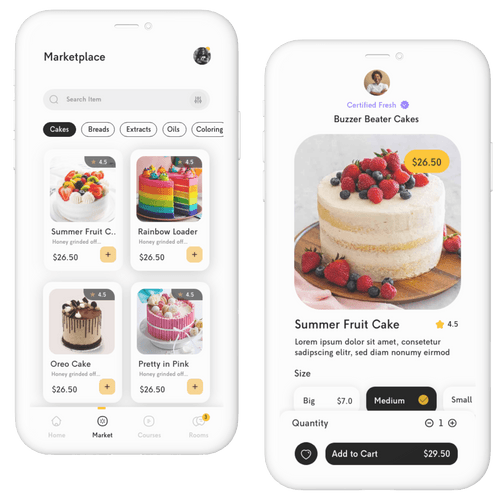 Marketplace
Search Item
Cakes
Breads
Extracts
Oils
Coloring
4.5
4.5
Summer Fruit C..
Rainbow Loader
Honey grinded off...
Honey grinded off...
$26.50
+
$26.50
+
4.5
4.5
Oreo Cake
Pretty in Pink
Honey grinded off...
Honey grinded off...
$26.50
+
$26.50
+
Home
Market
Courses
Rooms
3
Certified Fresh
Buzzer Beater Cakes
$26.50
Summer Fruit Cake
4.5
Lorem ipsum dolor sit amet, consetetur
sadipscing elitr, sed diam nonumy eirmod
Size
Big
$7.0
Medium
Small
Quantity
1
Add to Cart
$29.50